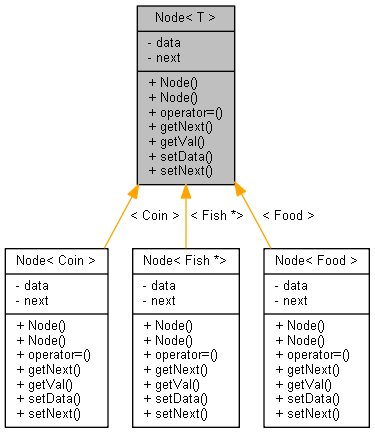 Node< T >
- data
- next
+ Node()
+ Node()
+ operator=()
+ getNext()
+ getVal()
+ setData()
+ setNext()
< Coin >
< Fish *>
< Food >
Node< Coin >
- data
- next
+ Node()
+ Node()
+ operator=()
+ getNext()
+ getVal()
+ setData()
+ setNext()
Node< Fish *>
- data
- next
+ Node()
+ Node()
+ operator=()
+ getNext()
+ getVal()
+ setData()
+ setNext()
Node< Food >
- data
- next
+ Node()
+ Node()
+ operator=()
+ getNext()
+ getVal()
+ setData()
+ setNext()